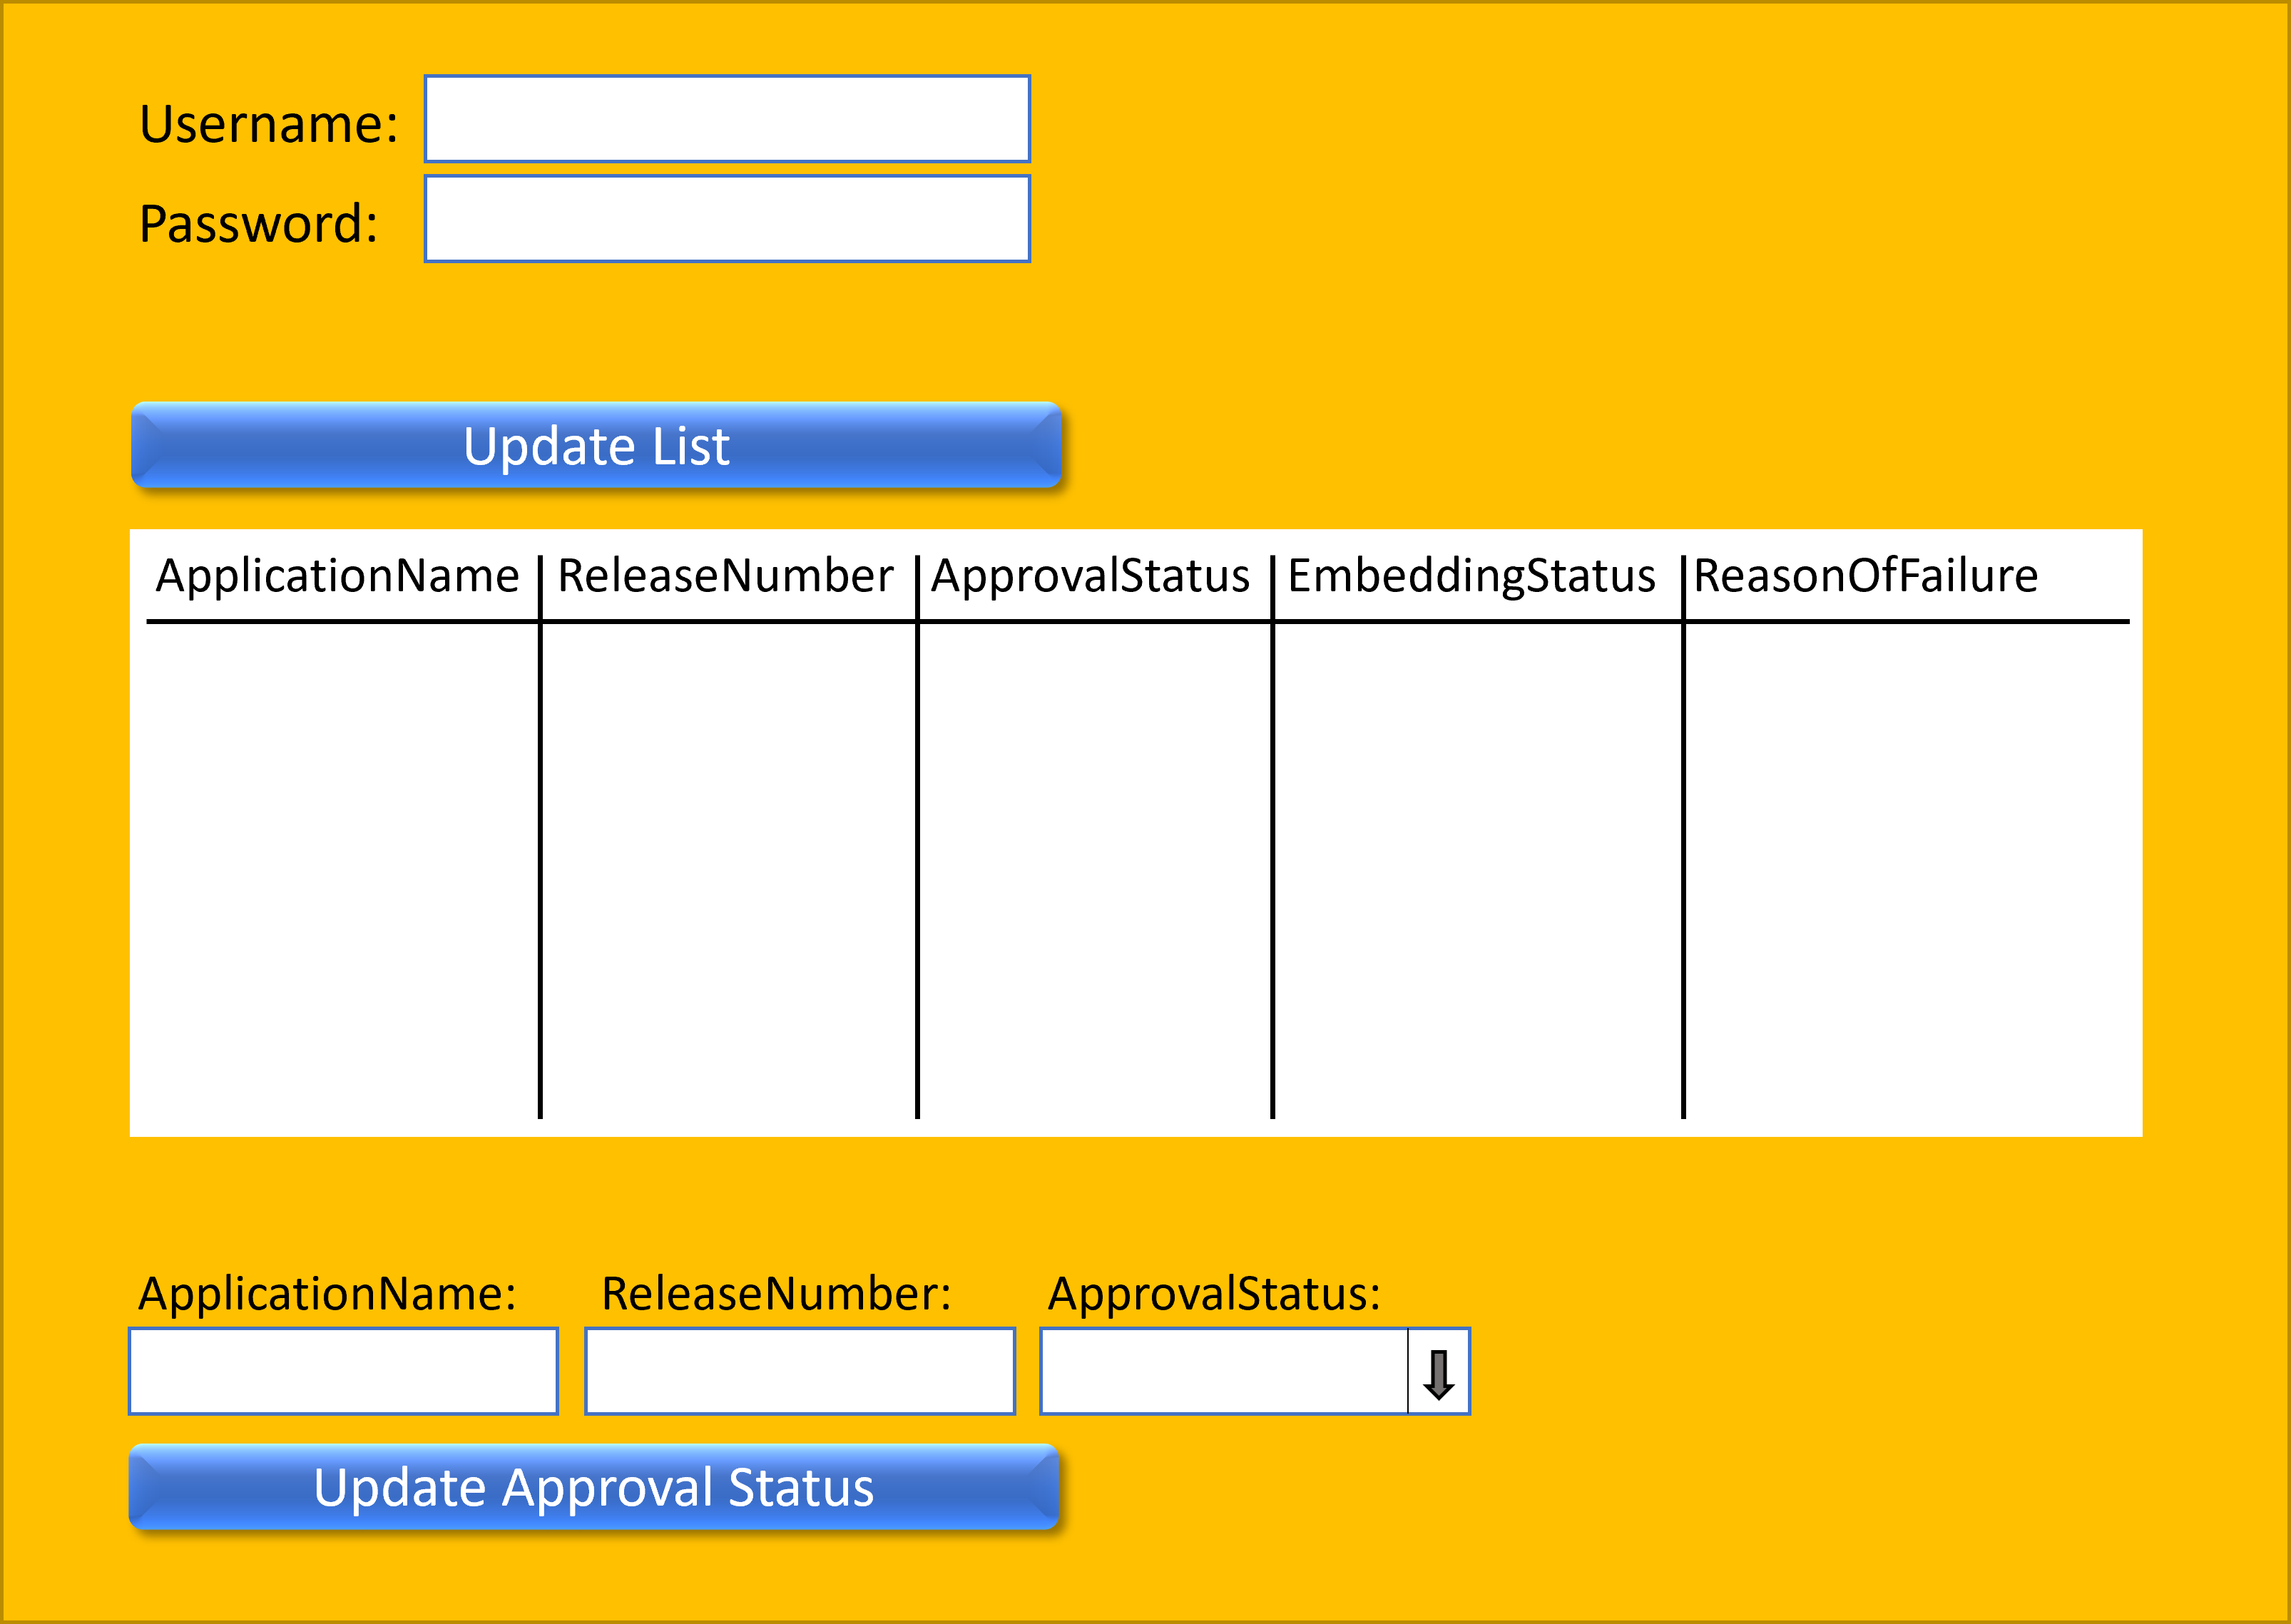 Username:
Password:
Update List
ApplicationName ReleaseNumber ApprovalStatus EmbeddingStatus ReasonOfFailure
ApplicationName: ReleaseNumber: ApprovalStatus:
Update Approval Status